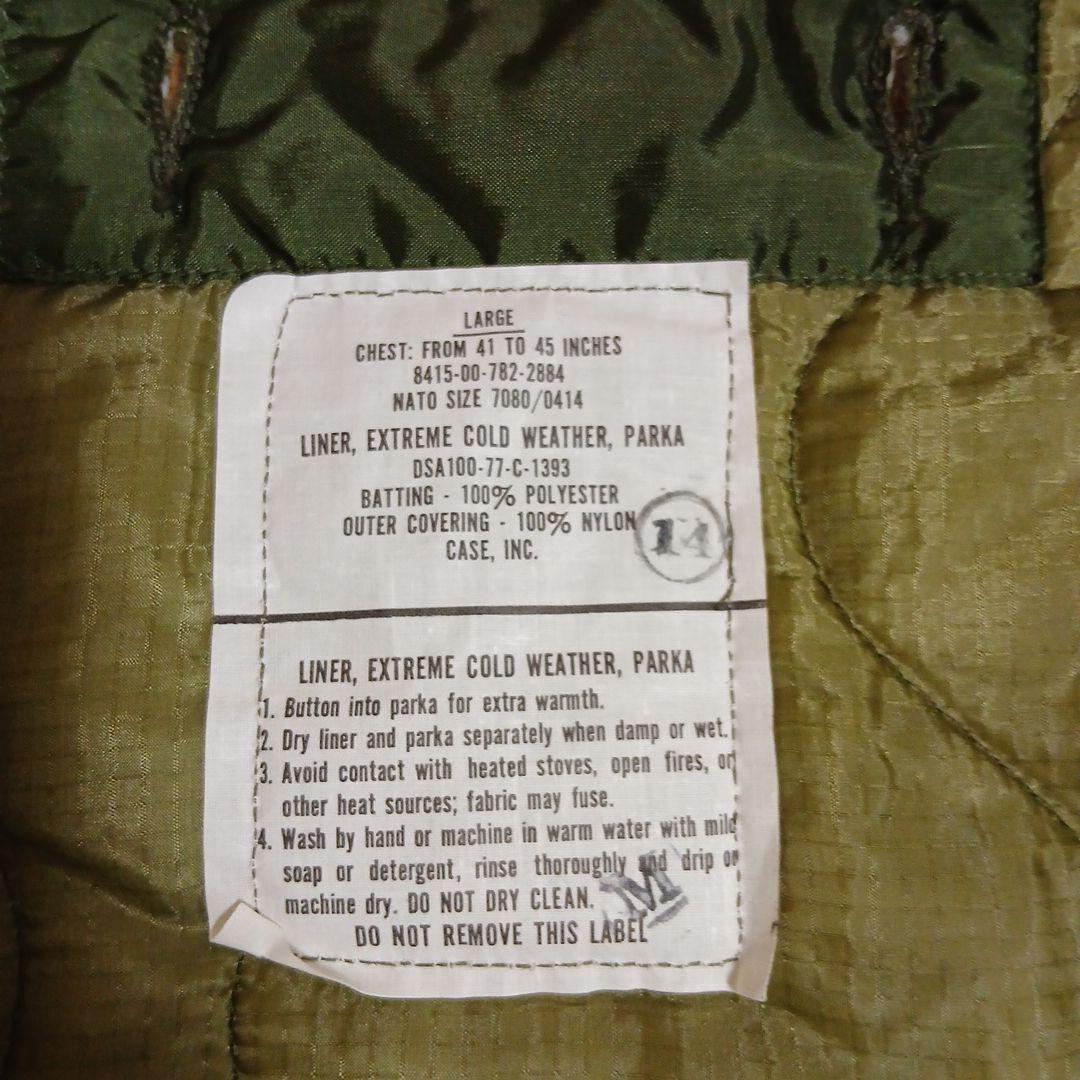 LARGE
CHEST: FROM 41 TO 45 INCHES
8415-00-782-2884
NATO SIZE 7080/0414
LINER, EXTREME COLD WEATHER, PARKA
DSA100-77-C-1393
BATTING - 100% POLYESTER
OUTER COVERING - 100% NYLON
14
CASE, INC.
LINER, EXTREME COLD WEATHER, PARKA
1. Button into parka for extra warmth.
2. Dry liner and parka separately when damp or wet.
3. Avoid contact with heated stoves, open fires, or
other heat sources; fabric may fuse.
4. Wash by hand or machine in warm water with mild
soap or detergent, rinse thoroughly and drip or
machine dry. DO NOT DRY CLEAN.
M
DO NOT REMOVE THIS LABEL